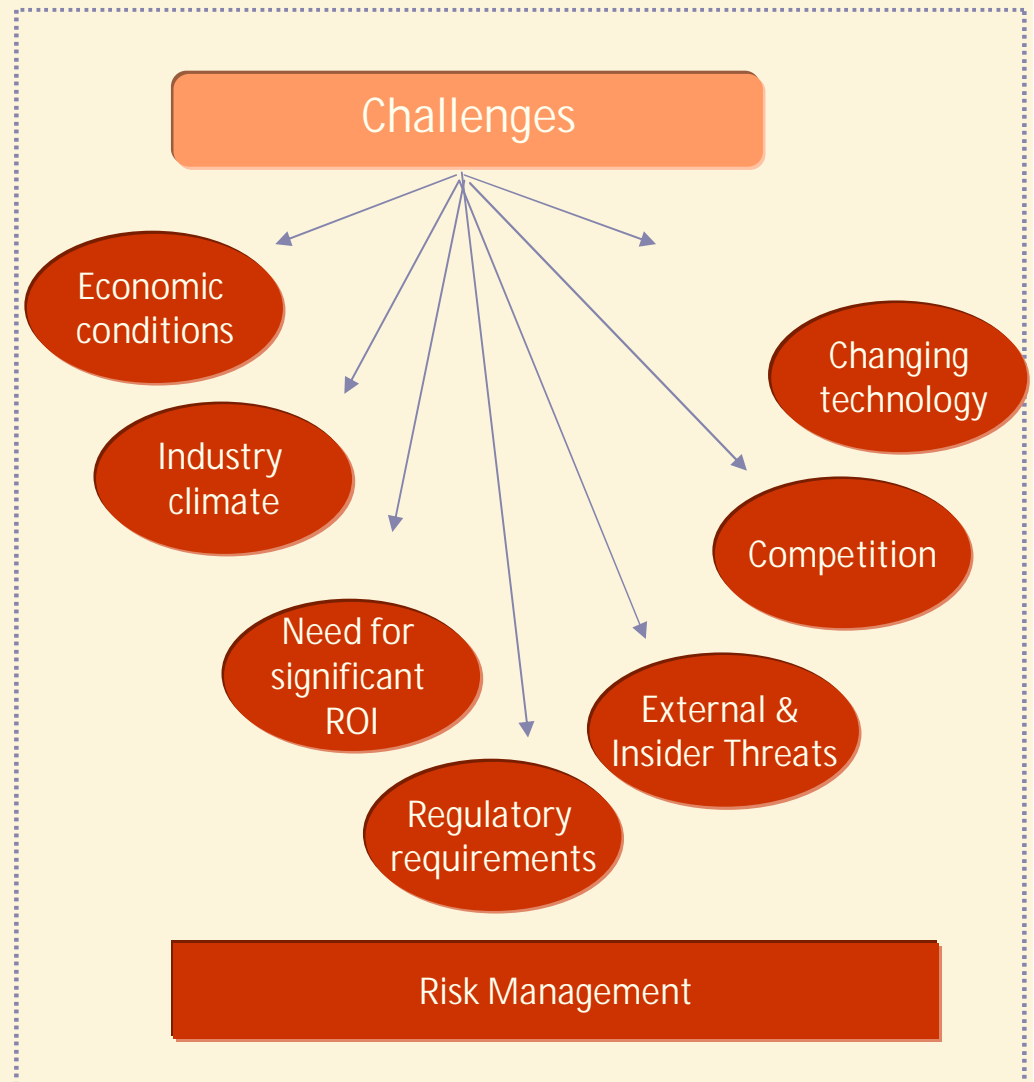 Challenges
Economic
conditions
Changing
technology
Industry
climate
Competition
Need for
significant
ROI
External &
Insider Threats
Regulatory
requirements
Risk Management